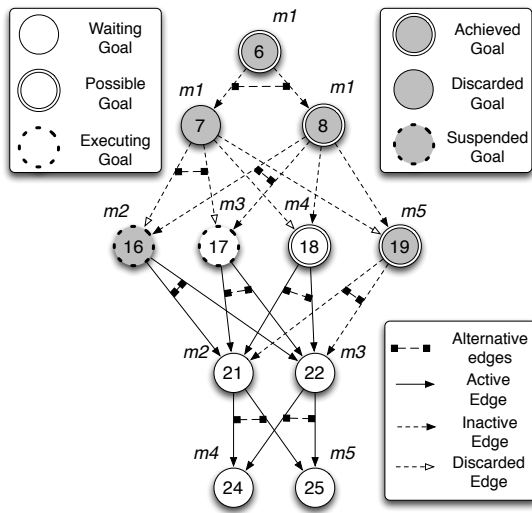 Waiting
Goal
Possible
Goal
Executing
Goal
Achieved
Goal
Discarded
Goal
Suspended
Goal
m1
6
m1
7
m1
8
m2
16
m3
17
m4
18
m5
19
m2
21
m3
22
m4
24
m5
25
Alternative
edges
Active
Edge
Inactive
Edge
Discarded
Edge